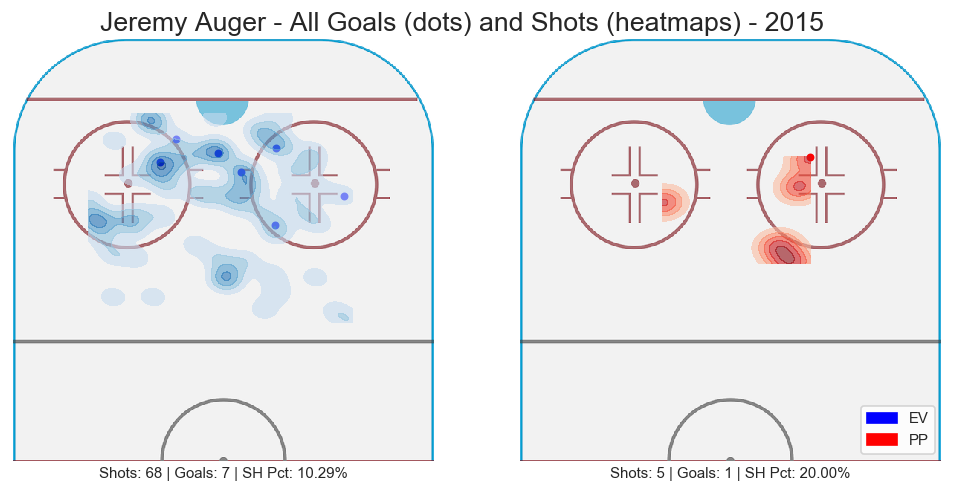 Jeremy Auger - All Goals (dots) and Shots (heatmaps) - 2015
EV
PP
Shots: 68 | Goals: 7 | SH Pct: 10.29%
Shots: 5 | Goals: 1 | SH Pct: 20.00%